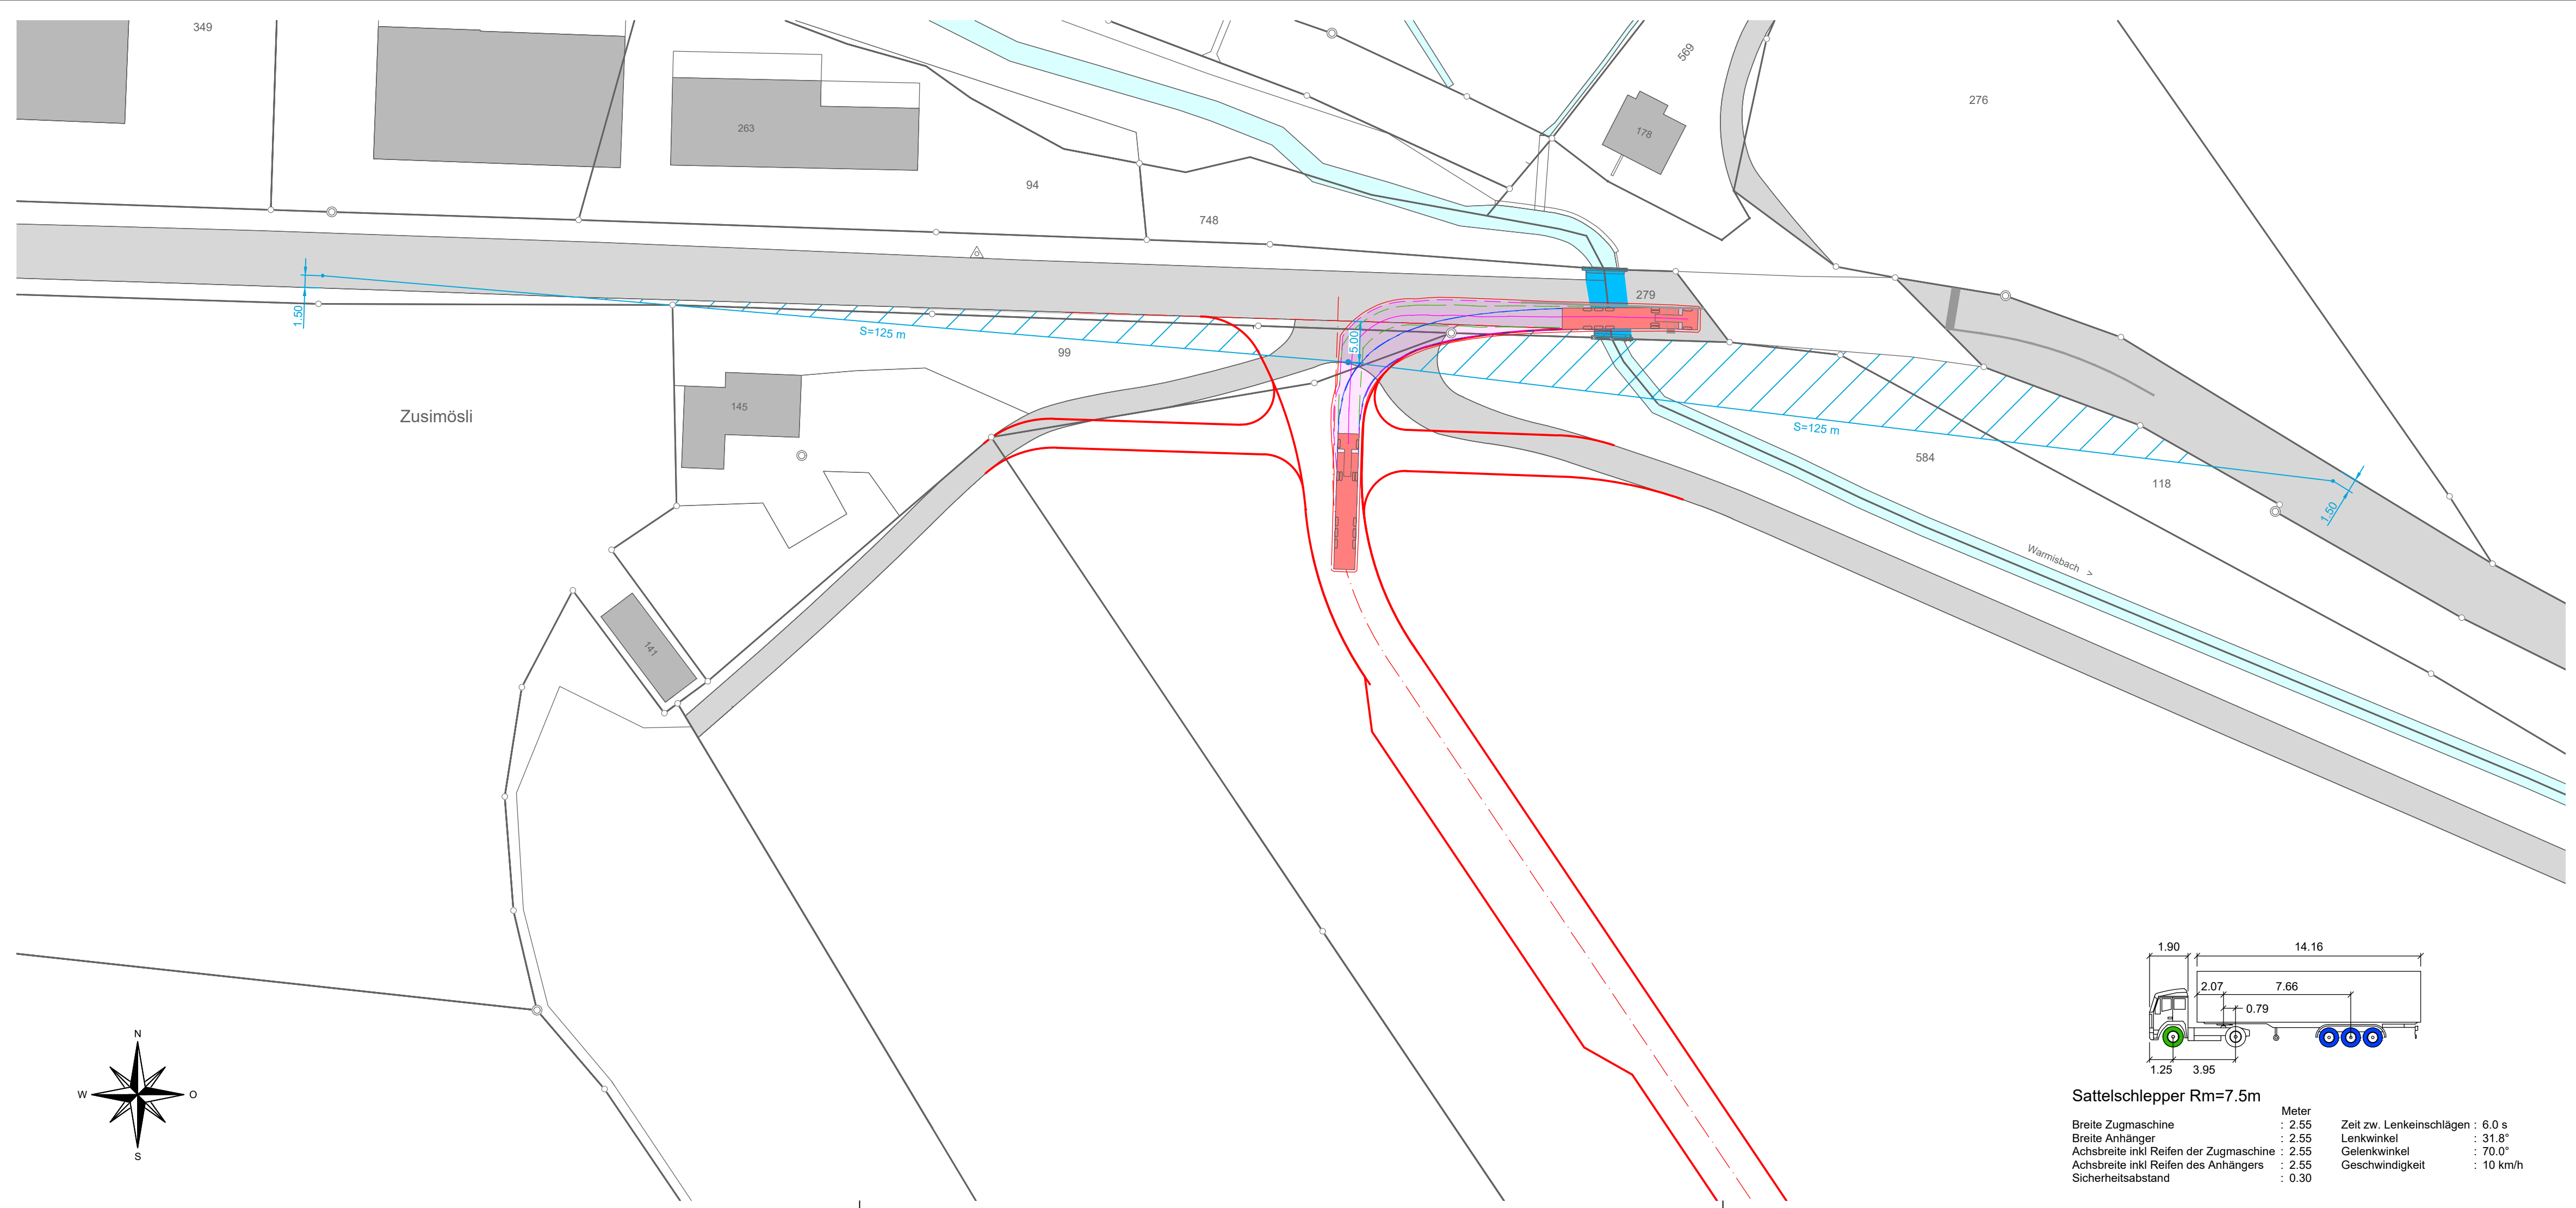 349
569
276
263
178
94
748
279
1.50
S=125 m
5.00
99
145
Zusimösli
S=125 m
584
118
1.50
Warmisbach >
141
1.90
14.16
2.07
7.66
0.79
1.25
3.95
N
W
O
S
Sattelschlepper Rm=7.5m
Meter
Breite Zugmaschine : 2.55 Zeit zw. Lenkeinschlägen : 6.0 s
Breite Anhänger : 2.55 Lenkwinkel : 31.8°
Achsbreite inkl Reifen der Zugmaschine : 2.55 Gelenkwinkel : 70.0°
Achsbreite inkl Reifen des Anhängers : 2.55 Geschwindigkeit : 10 km/h
Sicherheitsabstand : 0.30